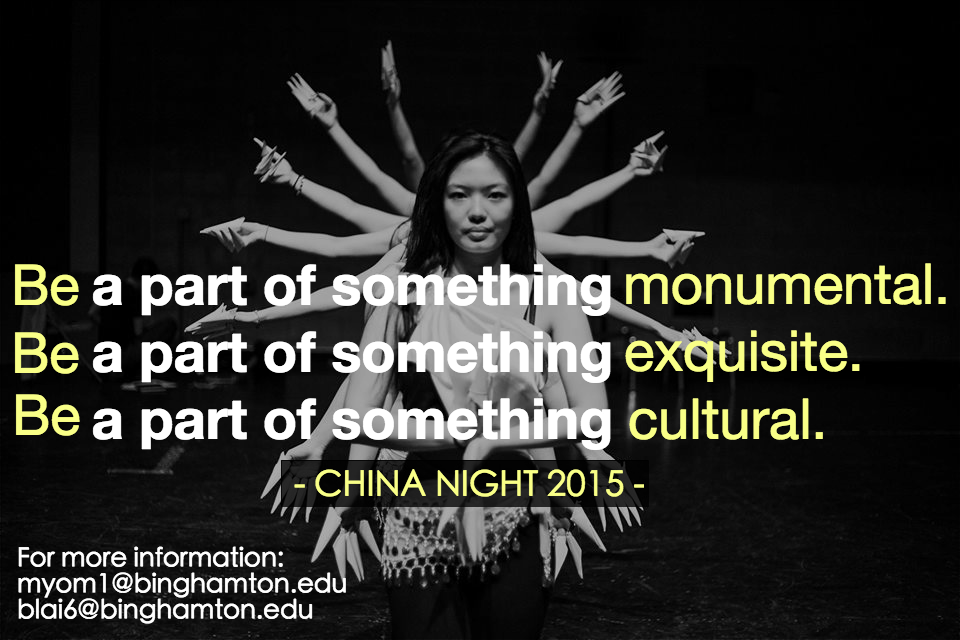 Be a part of something monumental.
Be a part of something exquisite.
Be a part of something cultural.
- CHINA NIGHT 2015 -
For more information:
myom1@binghamton.edu
blai6@binghamton.edu